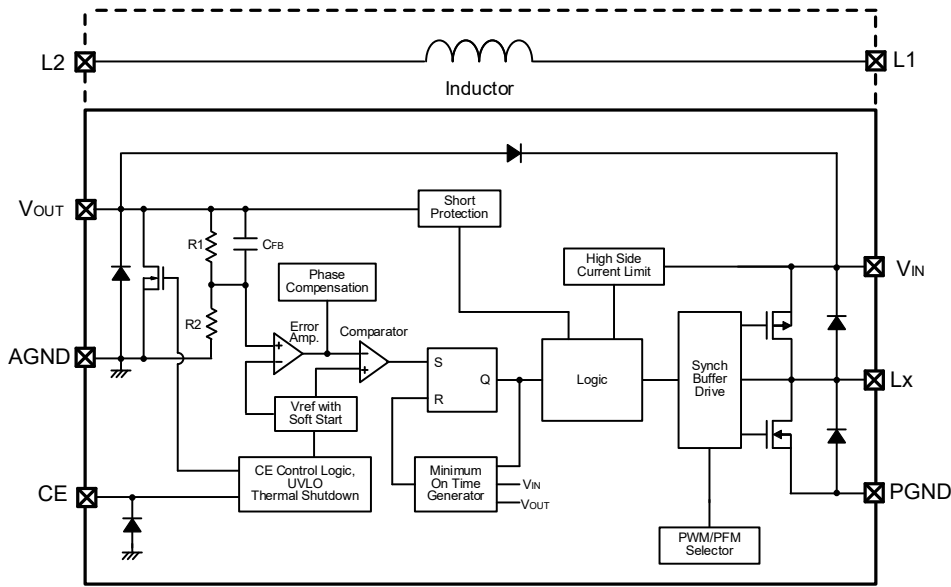 L2
L1
Inductor
VOUT
Short
Protection
R1
CFB
High Side
Current Limit
VIN
Phase
Compensation
R2
Error
Amp.
Comparator
AGND
S
Q
R
Logic
Synch
Buffer
Drive
Lx
Vref with
Soft Start
CE Control Logic,
UVLO
Thermal Shutdown
Minimum
On Time
Generator
VIN
VOUT
CE
PGND
PWM/PFM
Selector